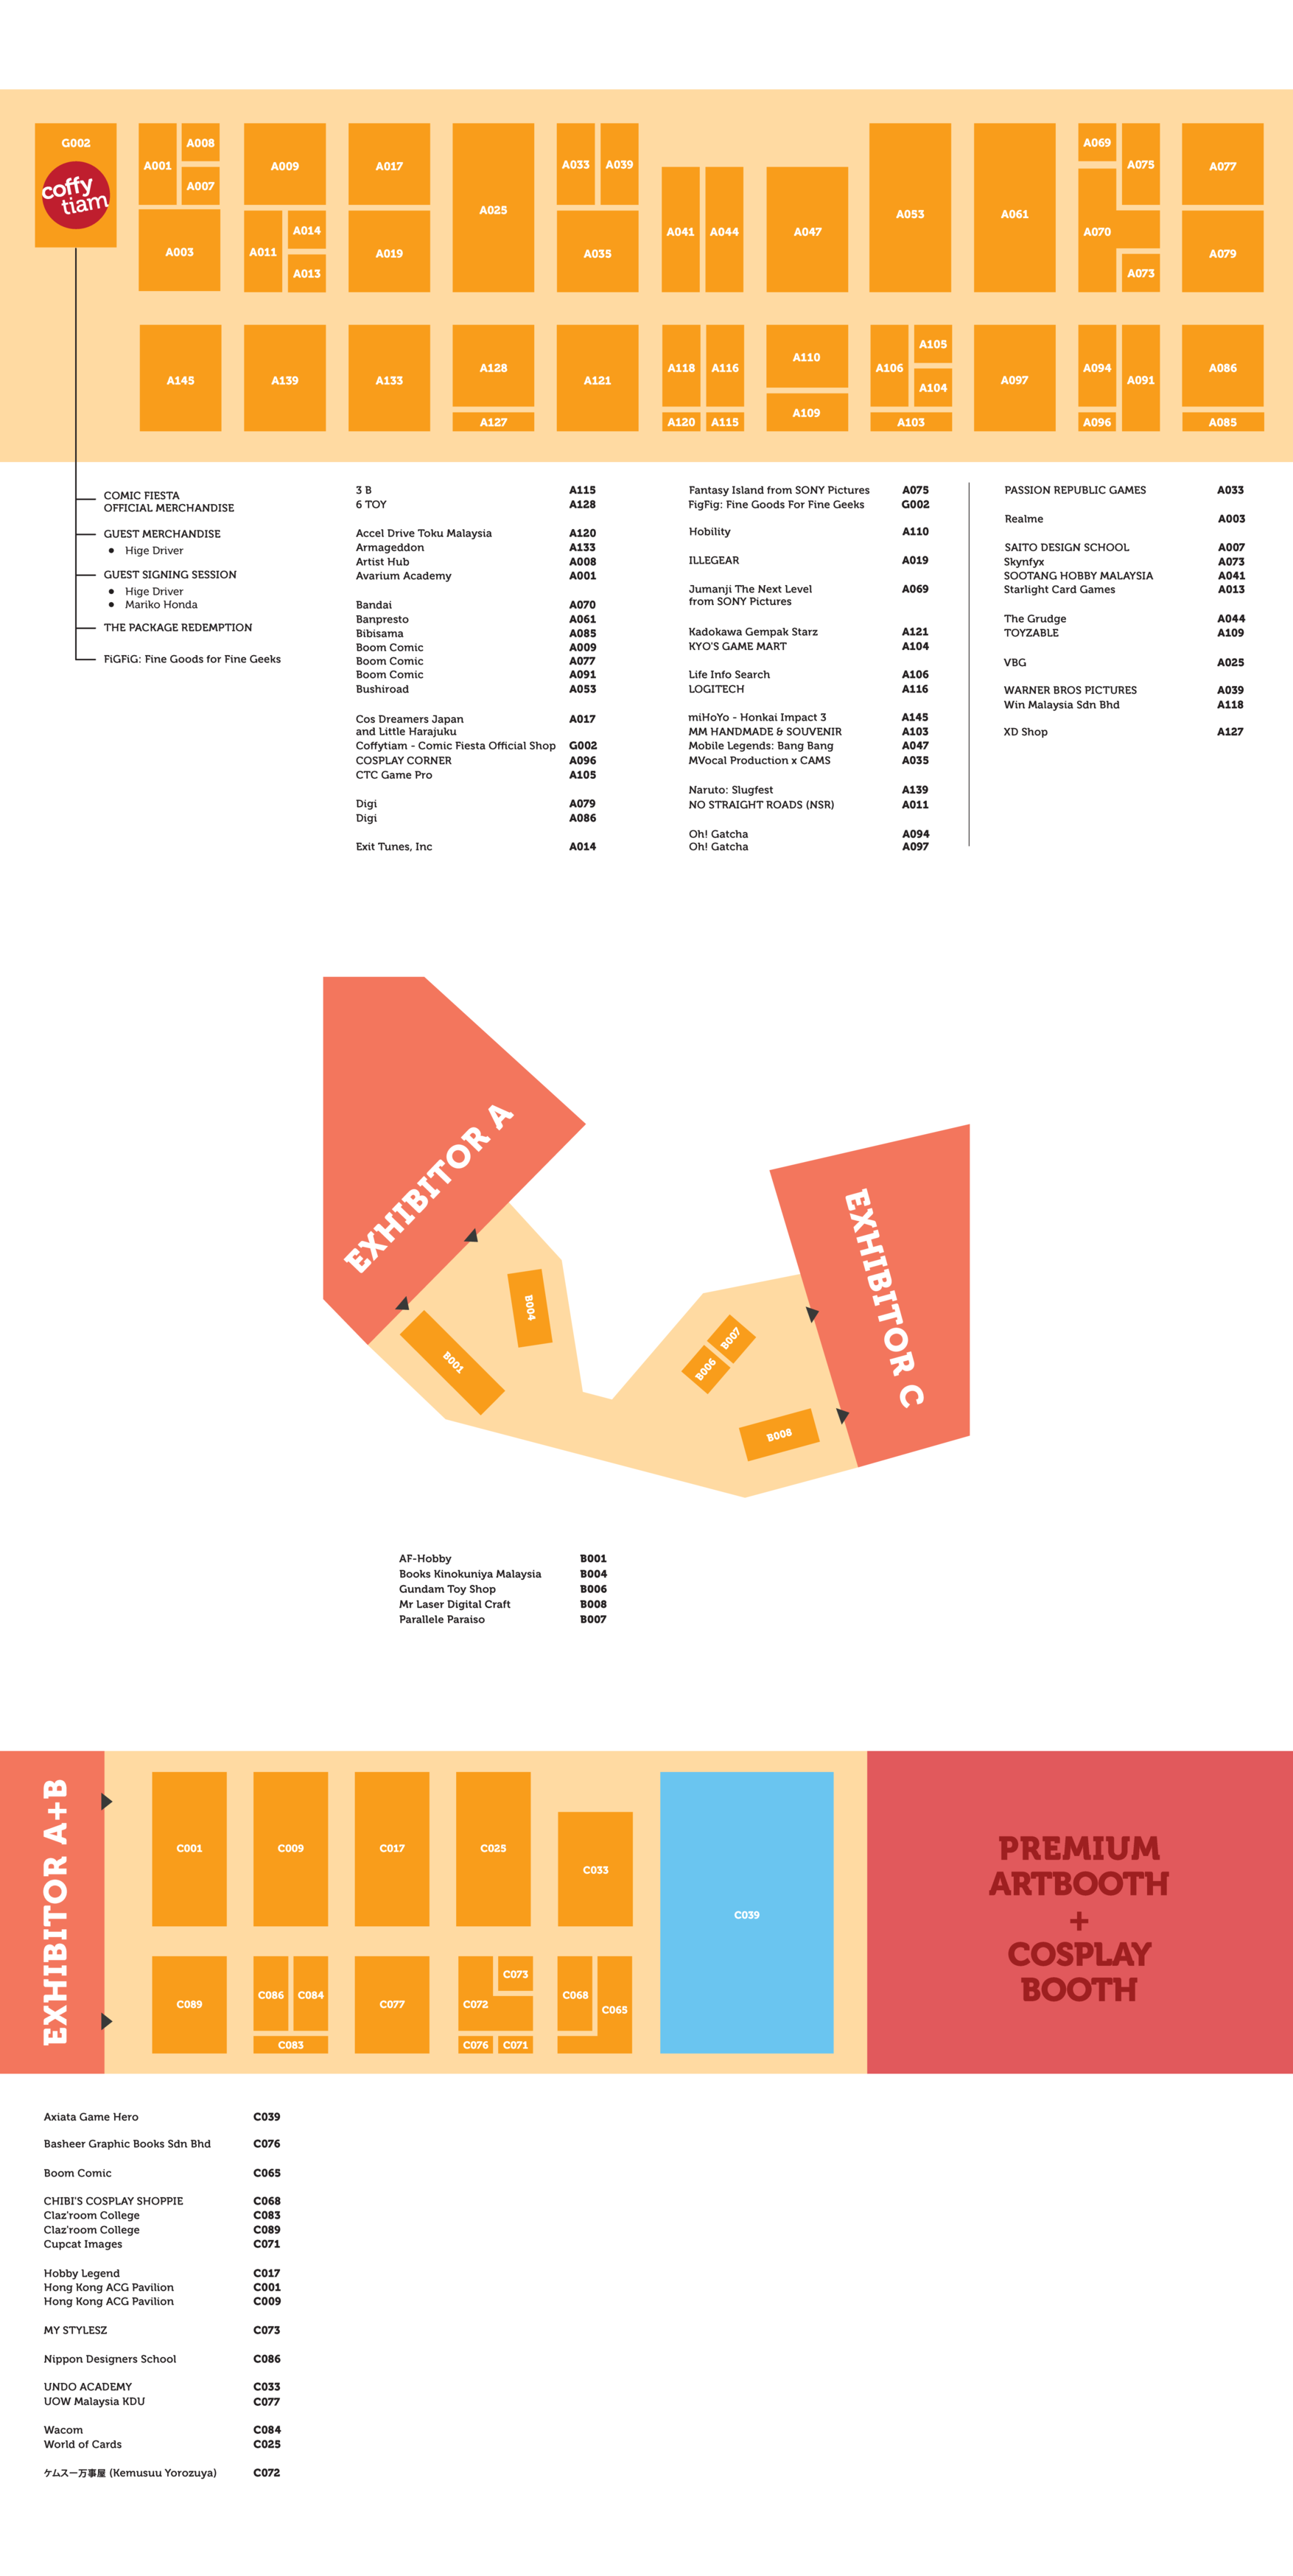 G002
coffy
tiam
A001
A008
A007
A003
A009
A011
A014
A013
A017
A019
A025
A033
A039
A035
A041
A044
A047
A053
A061
A069
A075
A070
A073
A077
A079
A145
A139
A133
A128
A127
A121
A118
A116
A120
A115
A110
A109
A106
A105
A104
A103
A097
A094
A091
A096
A086
A085
COMIC FIESTA
OFFICIAL MERCHANDISE
GUEST MERCHANDISE
● Hige Driver
GUEST SIGNING SESSION
● Hige Driver
● Mariko Honda
THE PACKAGE REDEMPTION
FiGFiG: Fine Goods for Fine Geeks
3 B A115
6 TOY A128
Accel Drive Toku Malaysia A120
Armageddon A133
Artist Hub A008
Avarium Academy A001
Bandai A070
Banpresto A061
Bibisama A085
Boom Comic A009
Boom Comic A077
Boom Comic A091
Bushiroad A053
Cos Dreamers Japan A017
and Little Harajuku
Coffytiam - Comic Fiesta Official Shop G002
COSPLAY CORNER A096
CTC Game Pro A105
Digi A079
Digi A086
Exit Tunes, Inc A014
Fantasy Island from SONY Pictures A075
FigFig: Fine Goods For Fine Geeks G002
Hobility A110
ILLEGEAR A019
Jumanji The Next Level A069
from SONY Pictures
Kadokawa Gempak Starz A121
KYO'S GAME MART A104
Life Info Search A106
LOGITECH A116
miHoYo - Honkai Impact 3 A145
MM HANDMADE & SOUVENIR A103
Mobile Legends: Bang Bang A047
MVocal Production x CAMS A035
Naruto: Slugfest A139
NO STRAIGHT ROADS (NSR) A011
Oh! Gatcha A094
Oh! Gatcha A097
PASSION REPUBLIC GAMES A033
Realme A003
SAITO DESIGN SCHOOL A007
Skynfyx A073
SOOTANG HOBBY MALAYSIA A041
Starlight Card Games A013
The Grudge A044
TOYZABLE A109
VBG A025
WARNER BROS PICTURES A039
Win Malaysia Sdn Bhd A118
XD Shop A127
EXHIBITOR A
EXHIBITOR C
B004
B001
B007
B006
B008
AF-Hobby B001
Books Kinokuniya Malaysia B004
Gundam Toy Shop B006
Mr Laser Digital Craft B008
Parallele Paraiso B007
EXHIBITOR A+B
C001
C009
C017
C025
C033
C039
C089
C086
C084
C083
C077
C073
C072
C076
C071
C068
C065
PREMIUM
ARTBOOTH
+
COSPLAY
BOOTH
Axiata Game Hero C039
Basheer Graphic Books Sdn Bhd C076
Boom Comic C065
CHIBI'S COSPLAY SHOPPIE C068
Claz'room College C083
Claz'room College C089
Cupcat Images C071
Hobby Legend C017
Hong Kong ACG Pavilion C001
Hong Kong ACG Pavilion C009
MY STYLESZ C073
Nippon Designers School C086
UNDO ACADEMY C033
UOW Malaysia KDU C077
Wacom C084
World of Cards C025
ケムスー万事屋 (Kemusuu Yorozuya) C072